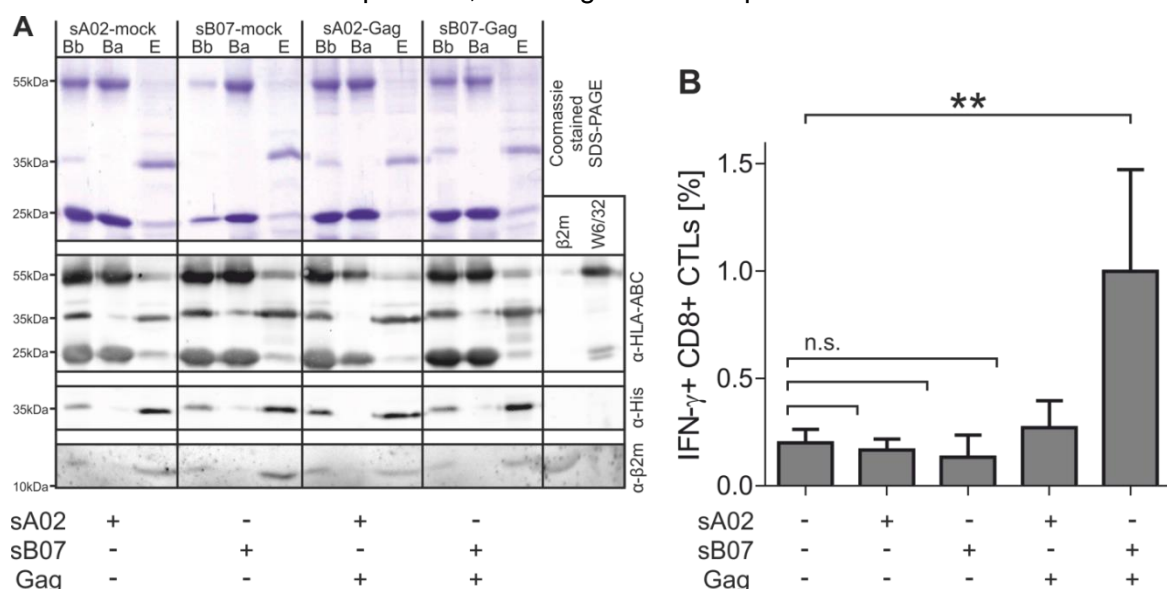 A
sA02-mock sB07-mock sA02-Gag sB07-Gag
Bb Ba E Bb Ba E Bb Ba E Bb Ba E
55kDa
35kDa
25kDa
Coomassie
stained
SDS-PAGE
β2m
W6/32
55kDa
35kDa
25kDa
α-HLA-ABC
35kDa
α-His
10kDa
α-β2m
sA02 + - + -
sB07 - + - +
Gag - - + +
B
**
n.s.
IFN-γ+ CD8+ CTLs [%]
1.5
1.0
0.5
0.0
sA02 - + - + -
sB07 - - + - +
Gag - - - + +